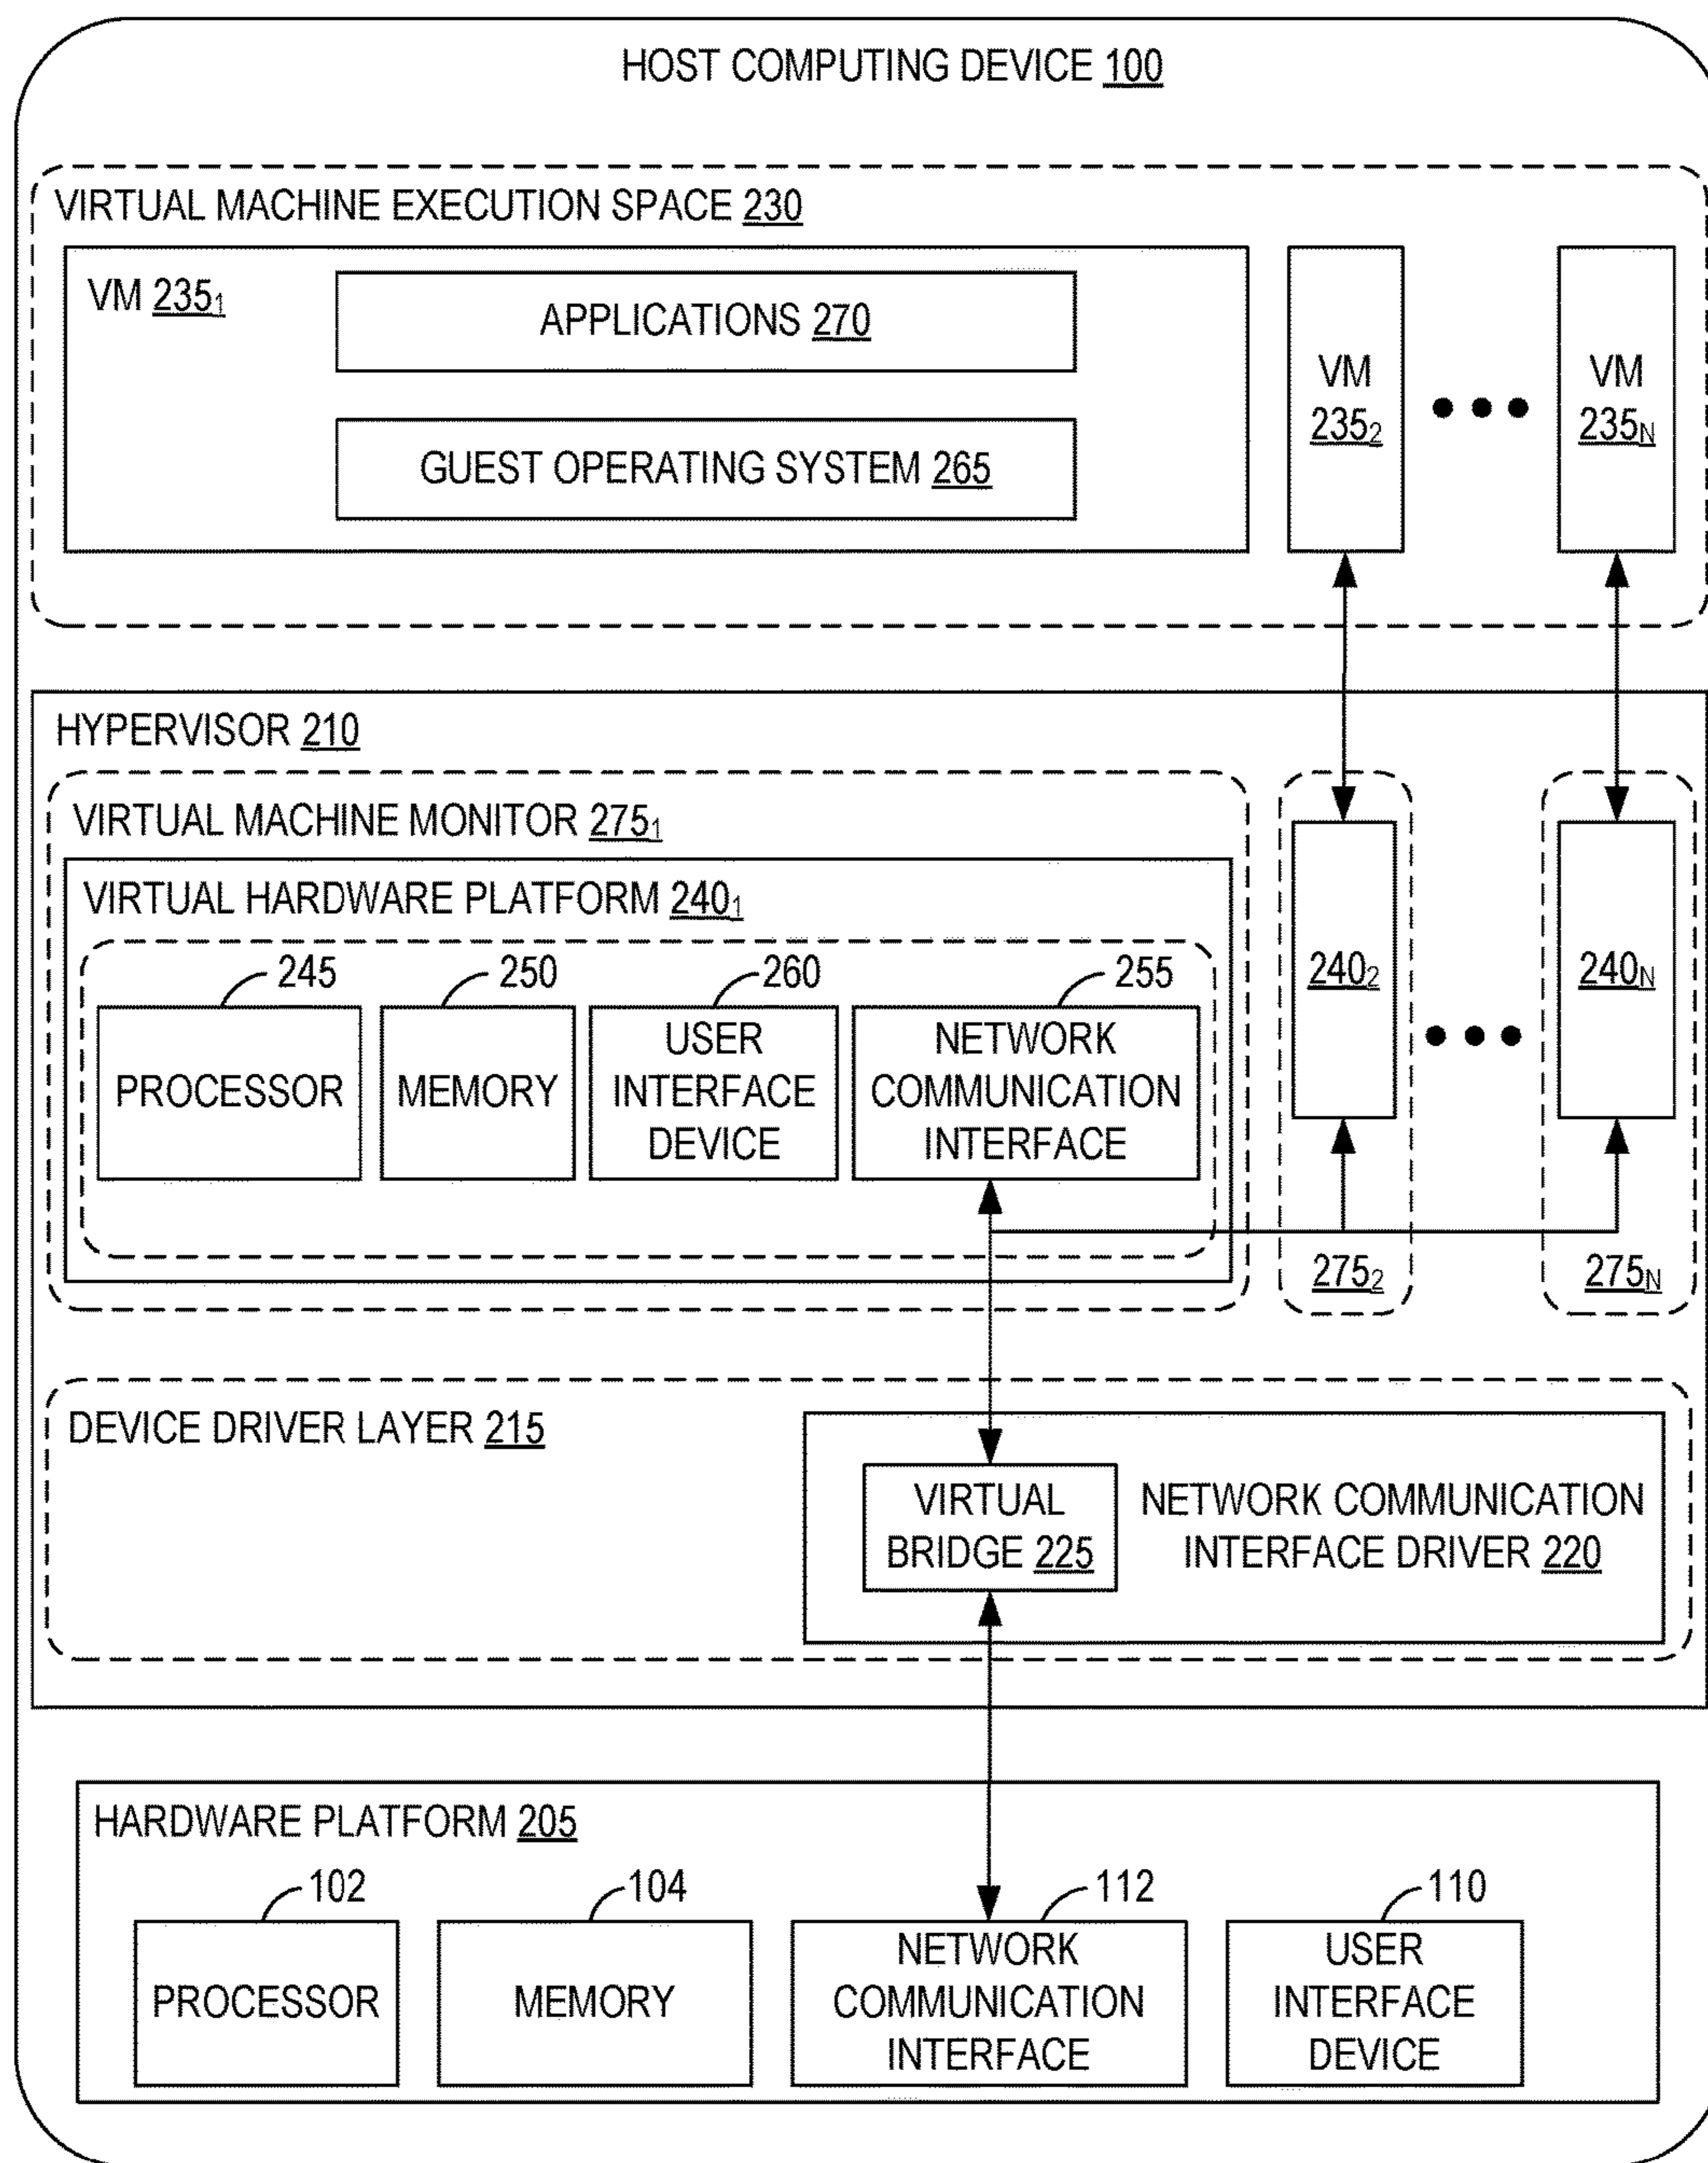 HOST COMPUTING DEVICE 100
VIRTUAL MACHINE EXECUTION SPACE 230
VM 235₁
APPLICATIONS 270
GUEST OPERATING SYSTEM 265
VM
235₂
VM
235N
HYPERVISOR 210
VIRTUAL MACHINE MONITOR 275₁
VIRTUAL HARDWARE PLATFORM 240₁
245
250
260
255
PROCESSOR
MEMORY
USER
INTERFACE
DEVICE
NETWORK
COMMUNICATION
INTERFACE
240₂
240N
275₂
275N
DEVICE DRIVER LAYER 215
VIRTUAL
BRIDGE 225
NETWORK COMMUNICATION
INTERFACE DRIVER 220
HARDWARE PLATFORM 205
102
104
112
110
PROCESSOR
MEMORY
NETWORK
COMMUNICATION
INTERFACE
USER
INTERFACE
DEVICE